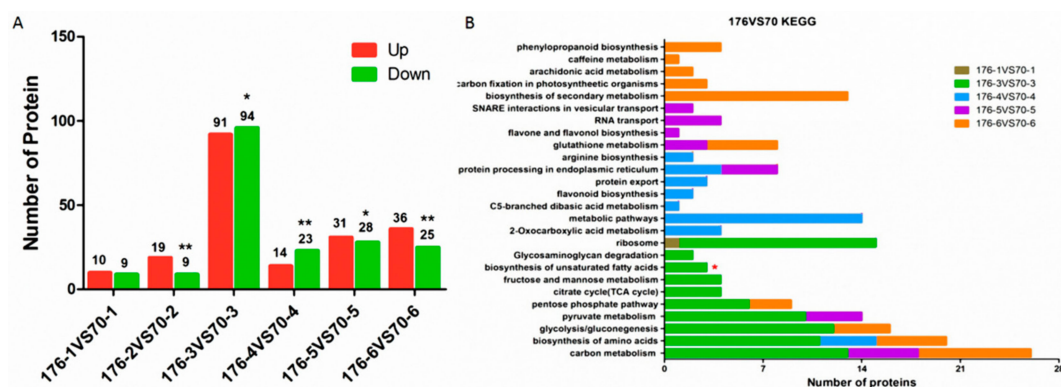 A
Number of Protein
150
100
50
0
Up
Down
10
9
19
**
9
91
*
94
14
**
23
31
*
28
36
**
25
176-1VS70-1
176-2VS70-2
176-3VS70-3
176-4VS70-4
176-5VS70-5
176-6VS70-6
B
176VS70 KEGG
phenylpropanoid biosynthesis
caffeine metabolism
arachidonic acid metabolism
carbon fixation in photosyntheetic organisms
biosynthesis of secondary metabolism
SNARE interactions in vesicular transport
RNA transport
flavone and flavonol biosynthesis
glutathione metabolism
arginine biosynthesis
protein processing in endoplasmic reticulum
protein export
flavonoid biosynthesis
C5-branched dibasic acid metabolism
metabolic pathways
2-Oxocarboxylic acid metabolism
ribosome
Glycosaminoglycan degradation
biosynthesis of unsaturated fatty acids
*
fructose and mannose metabolism
citrate cycle(TCA cycle)
pentose phosphate pathway
pyruvate metabolism
glycolysis/gluconegenesis
biosynthesis of amino acids
carbon metabolism
176-1VS70-1
176-3VS70-3
176-4VS70-4
176-5VS70-5
176-6VS70-6
0
7
14
21
Number of proteins